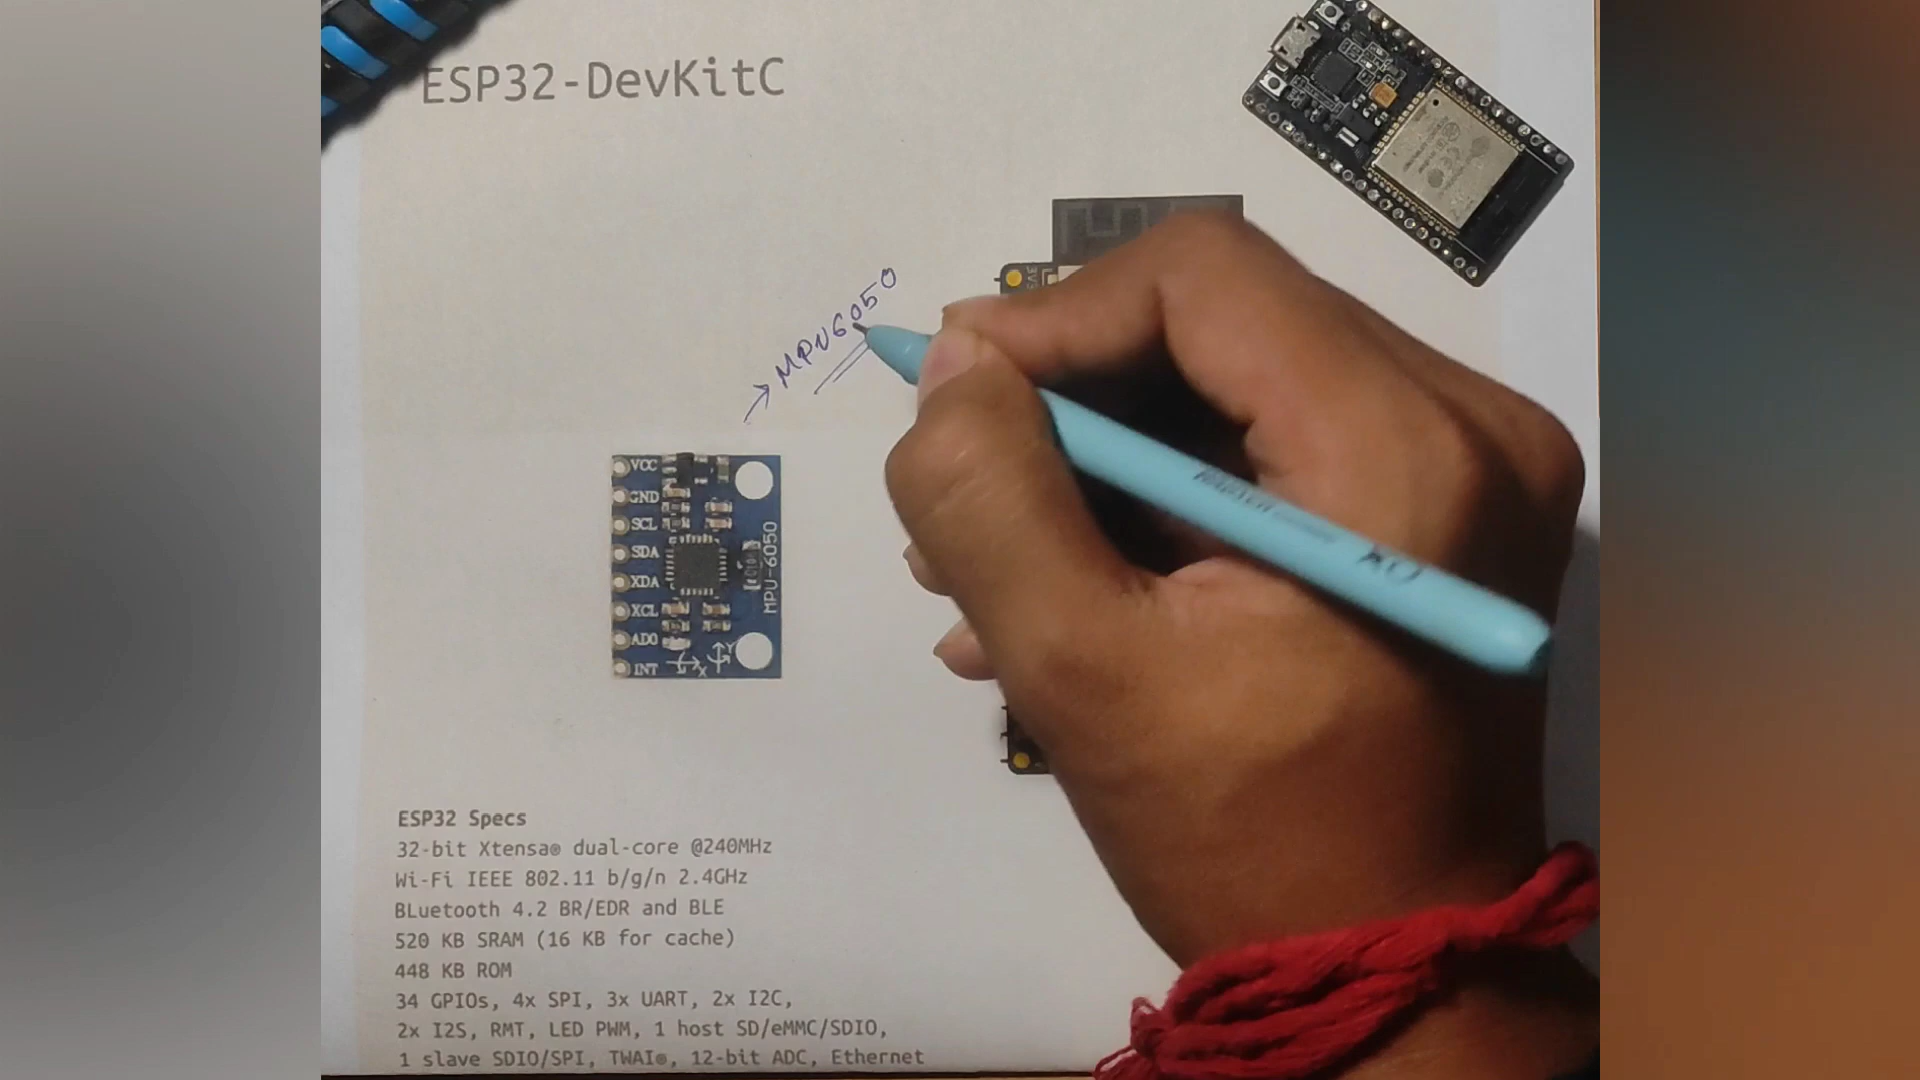 ESP32-DevKitC
3V3
→ MPU6050
VCC
GND
SCL
SDA
XDA
XCL
AD0
INT
MPU-6050
X
Y
ESP32 Specs
32-bit Xtensa® dual-core @240MHz
Wi-Fi IEEE 802.11 b/g/n 2.4GHz
BLuetooth 4.2 BR/EDR and BLE
520 KB SRAM (16 KB for cache)
448 KB ROM
34 GPIOs, 4x SPI, 3x UART, 2x I2C,
2x I2S, RMT, LED PWM, 1 host SD/eMMC/SDIO,
1 slave SDIO/SPI, TWAI®, 12-bit ADC, Ethernet